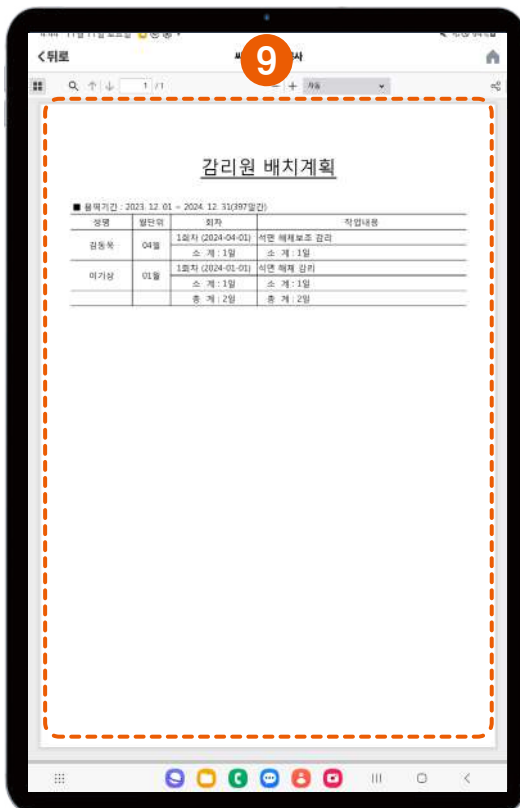 뒤로
9
사
1 /1
자동
감리원 배치계획
■ 용역기간 : 2023. 12. 01 ~ 2024. 12. 31(397일간)
성명 월단위 회차 작업내용
김동욱 04월 1회차 (2024-04-01) 석면 해체보조 감리
소 계 : 1일 소 계 : 1일
이기상 01월 1회차 (2024-01-01) 석면 해체 감리
소 계 : 1일 소 계 : 1일
총 계 : 2일 총 계 : 2일